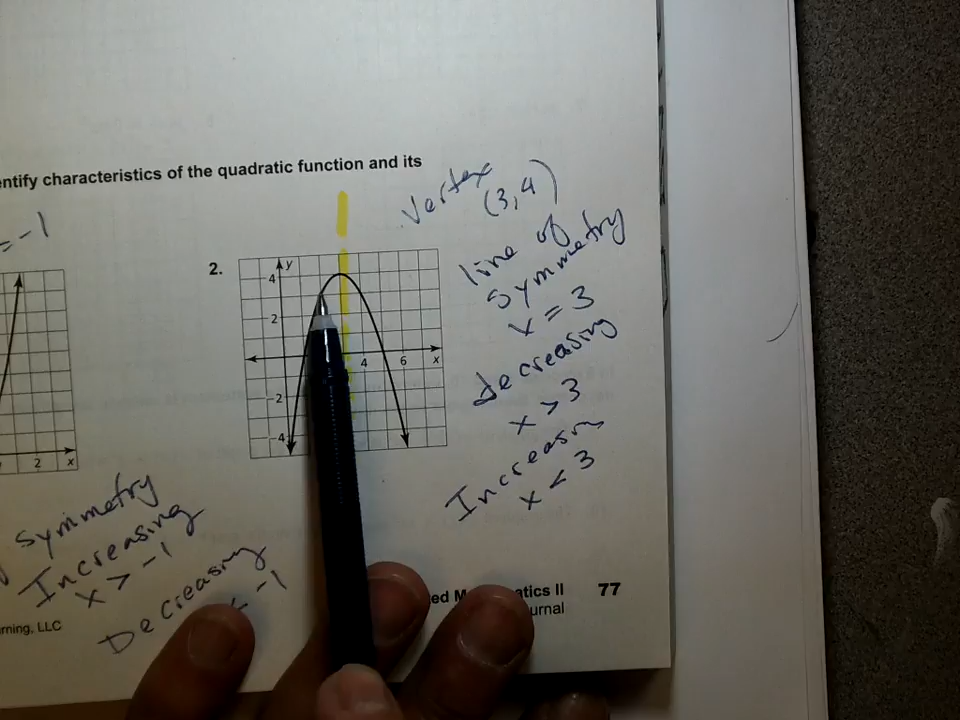 entify characteristics of the quadratic function and its
= -1
Vertex
(3,4)
2.
y
4
2
4
6
x
-2
-4
line of
symmetry
x = 3
decreasing
x > 3
Increasing
x < 3
2
x
symmetry
Increasing
x > -1
Decreasing
< -1
rning, LLC
ed M
atics II
77
urnal